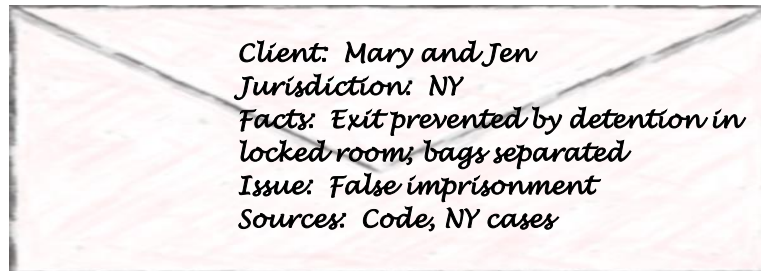 Client:  Mary and Jen
Jurisdiction:  NY
Facts:  Exit prevented by detention in
locked room; bags separated
Issue:  False imprisonment
Sources:  Code, NY cases